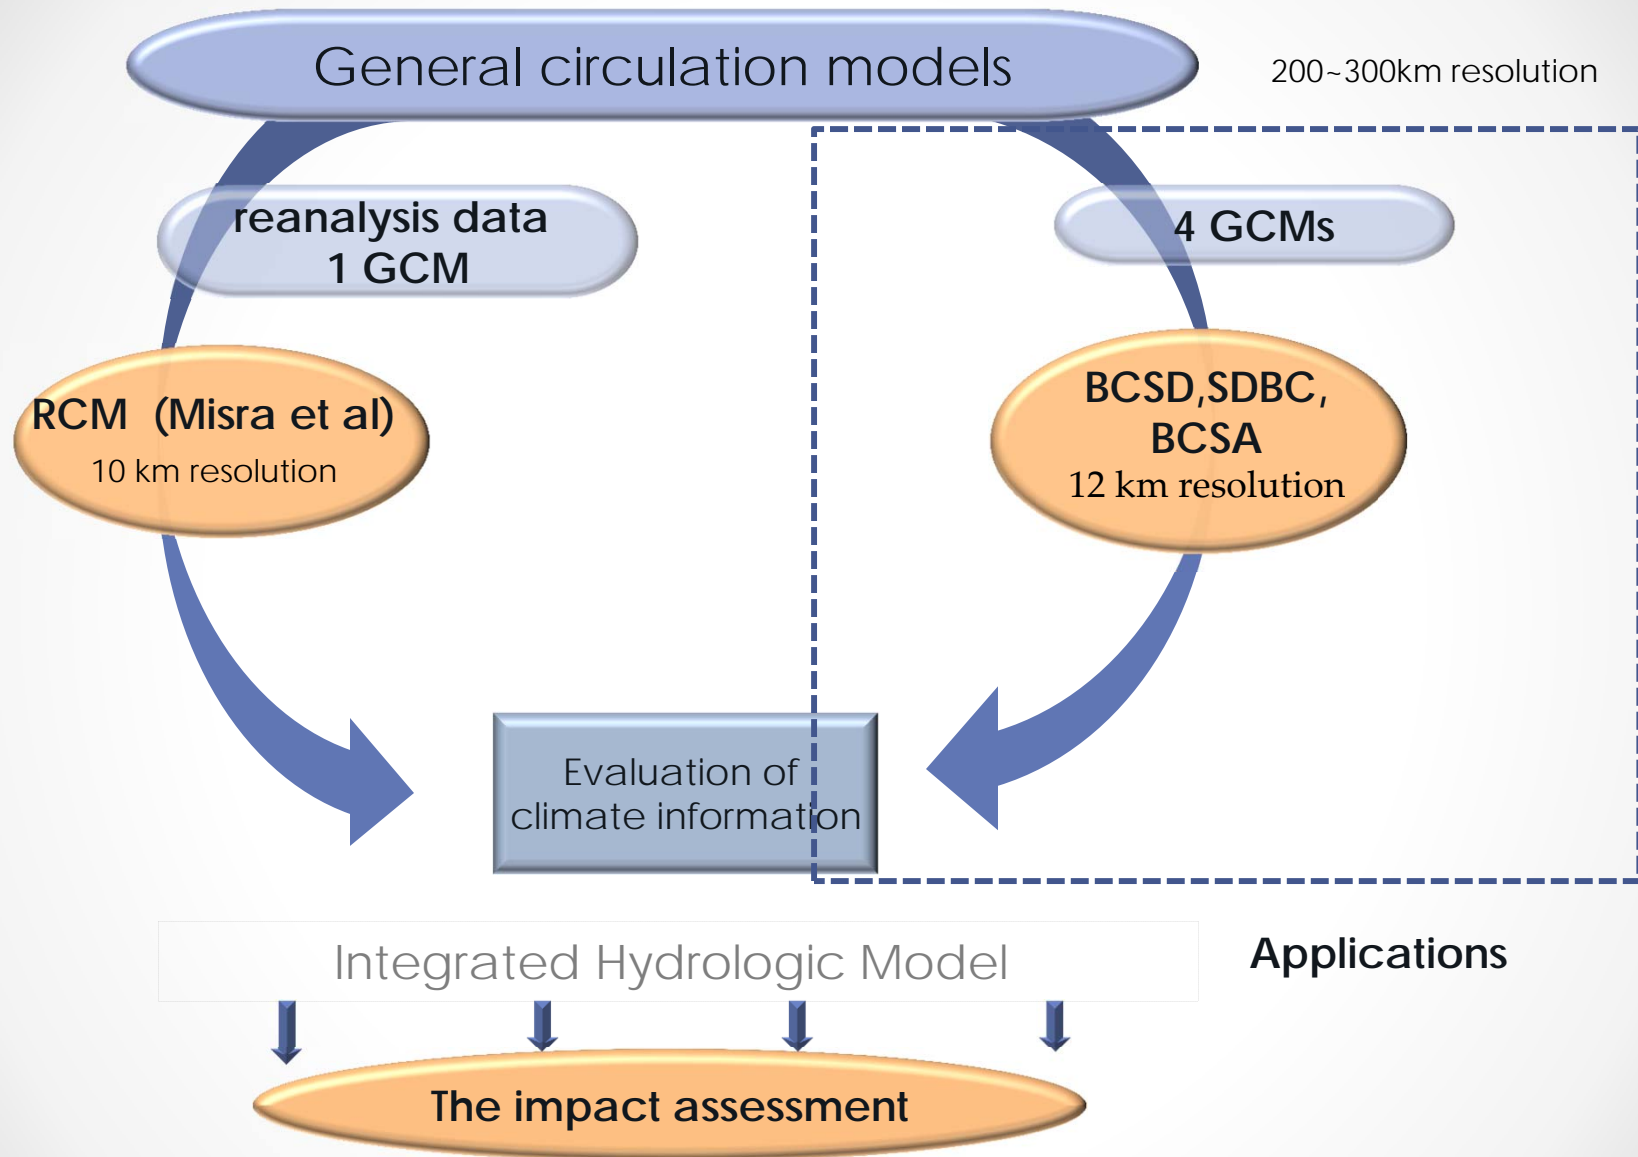 General circulation models
200~300km resolution
reanalysis data
1 GCM
4 GCMs
RCM (Misra et al)
10 km resolution
BCSD,SDBC,
BCSA
12 km resolution
Evaluation of
climate information
Integrated Hydrologic Model
Applications
The impact assessment